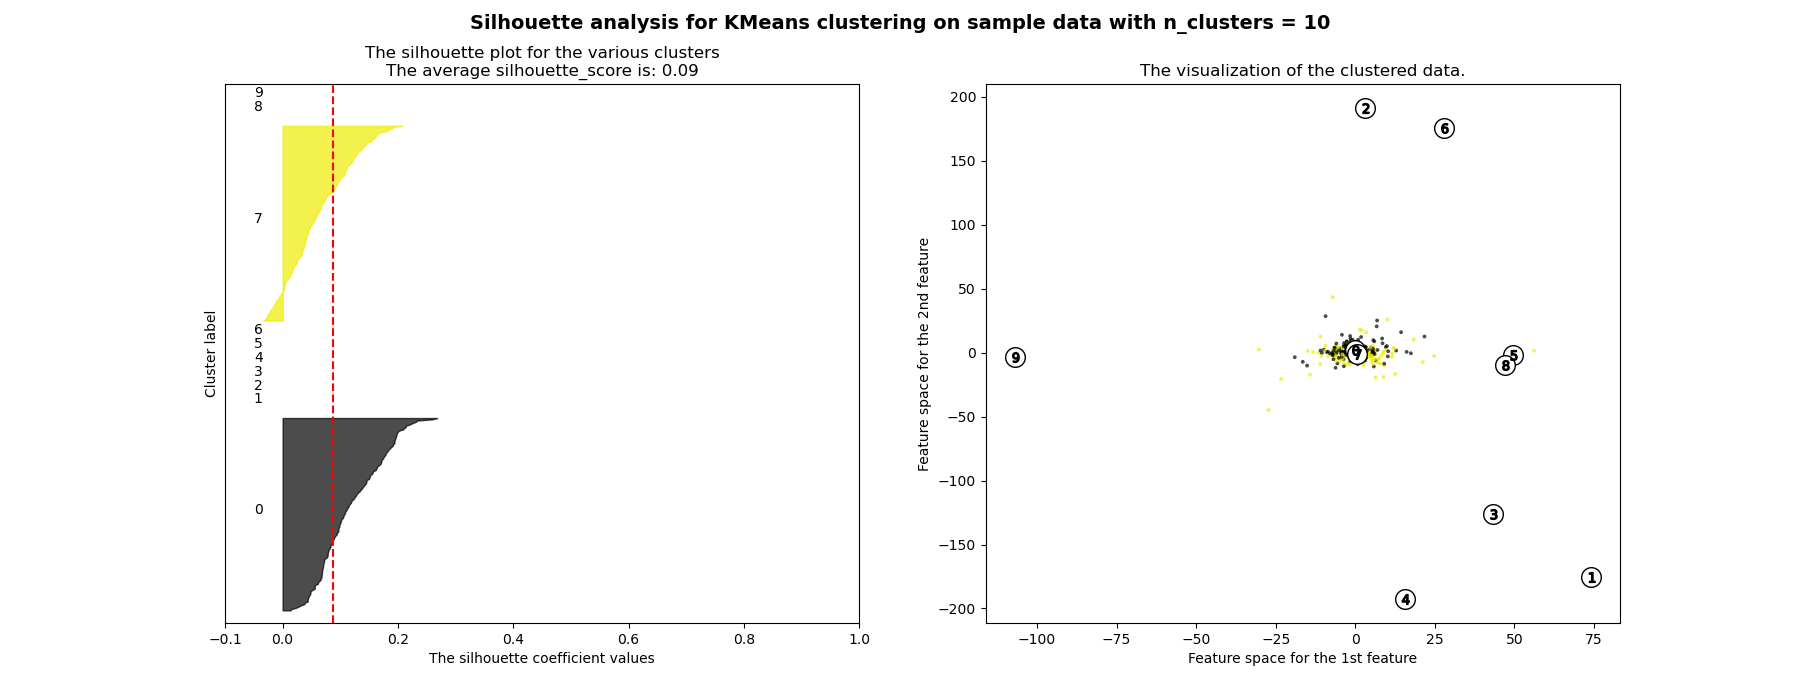 Silhouette analysis for KMeans clustering on sample data with n_clusters = 10
The silhouette plot for the various clusters
The average silhouette_score is: 0.09
Cluster label
9
8
7
6
5
4
3
2
1
0
−0.1 0.0 0.2 0.4 0.6 0.8 1.0
The silhouette coefficient values
The visualization of the clustered data.
Feature space for the 2nd feature
200
150
100
50
0
−50
−100
−150
−200
2
6
9
7
5
8
3
1
4
−100 −75 −50 −25 0 25 50 75
Feature space for the 1st feature